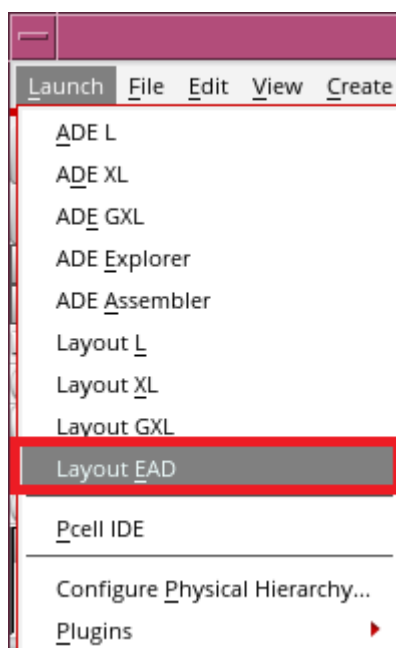 Launch File Edit View Create
ADE L
ADE XL
ADE GXL
ADE Explorer
ADE Assembler
Layout L
Layout XL
Layout GXL
Layout EAD
Pcell IDE
Configure Physical Hierarchy...
Plugins